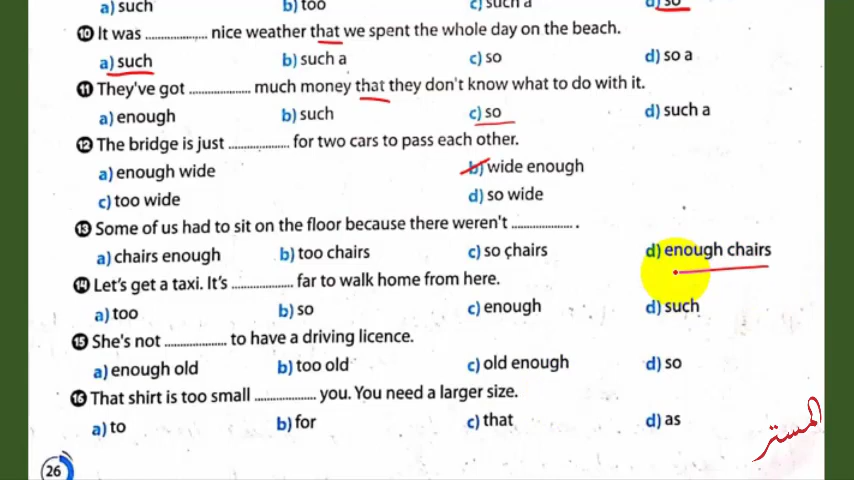 a) such b) too c) such a d) so
10 It was .................... nice weather that we spent the whole day on the beach.
a) such b) such a c) so d) so a
11 They've got .................... much money that they don't know what to do with it.
a) enough b) such c) so d) such a
12 The bridge is just .................... for two cars to pass each other.
a) enough wide b) wide enough
c) too wide d) so wide
13 Some of us had to sit on the floor because there weren't .................... .
a) chairs enough b) too chairs c) so chairs d) enough chairs
14 Let's get a taxi. It's .................... far to walk home from here.
a) too b) so c) enough d) such
15 She's not .................... to have a driving licence.
a) enough old b) too old c) old enough d) so
16 That shirt is too small .................... you. You need a larger size.
a) to b) for c) that d) as
المستر
26